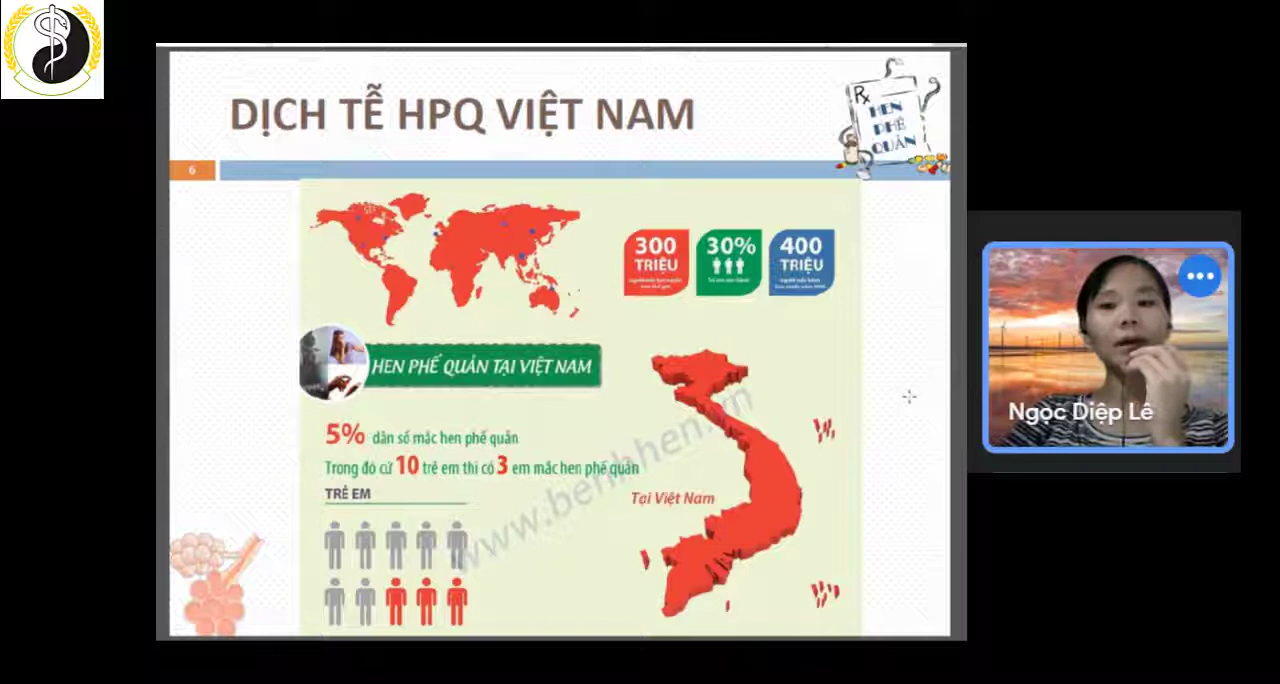 DỊCH TỄ HPQ VIỆT NAM
Rx
HEN
PHẾ
QUẢN
6
300
TRIỆU
30%
400
TRIỆU
HEN PHẾ QUẢN TẠI VIỆT NAM
5% dân số mắc hen phế quản
Trong đó cứ 10 trẻ em thì có 3 em mắc hen phế quản
TRẺ EM
Tại Việt Nam
www.benhhen.vn
Ngọc Diệp Lê